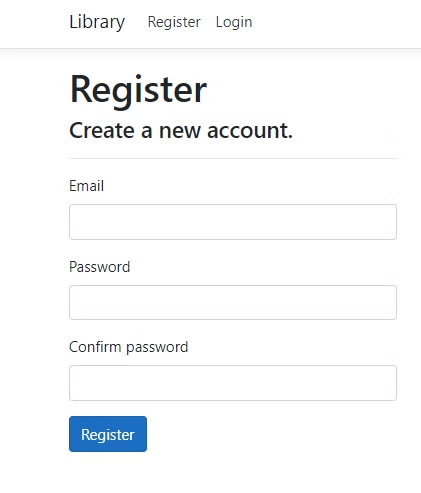 Library Register Login
Register
Create a new account.
Email
Password
Confirm password
Register